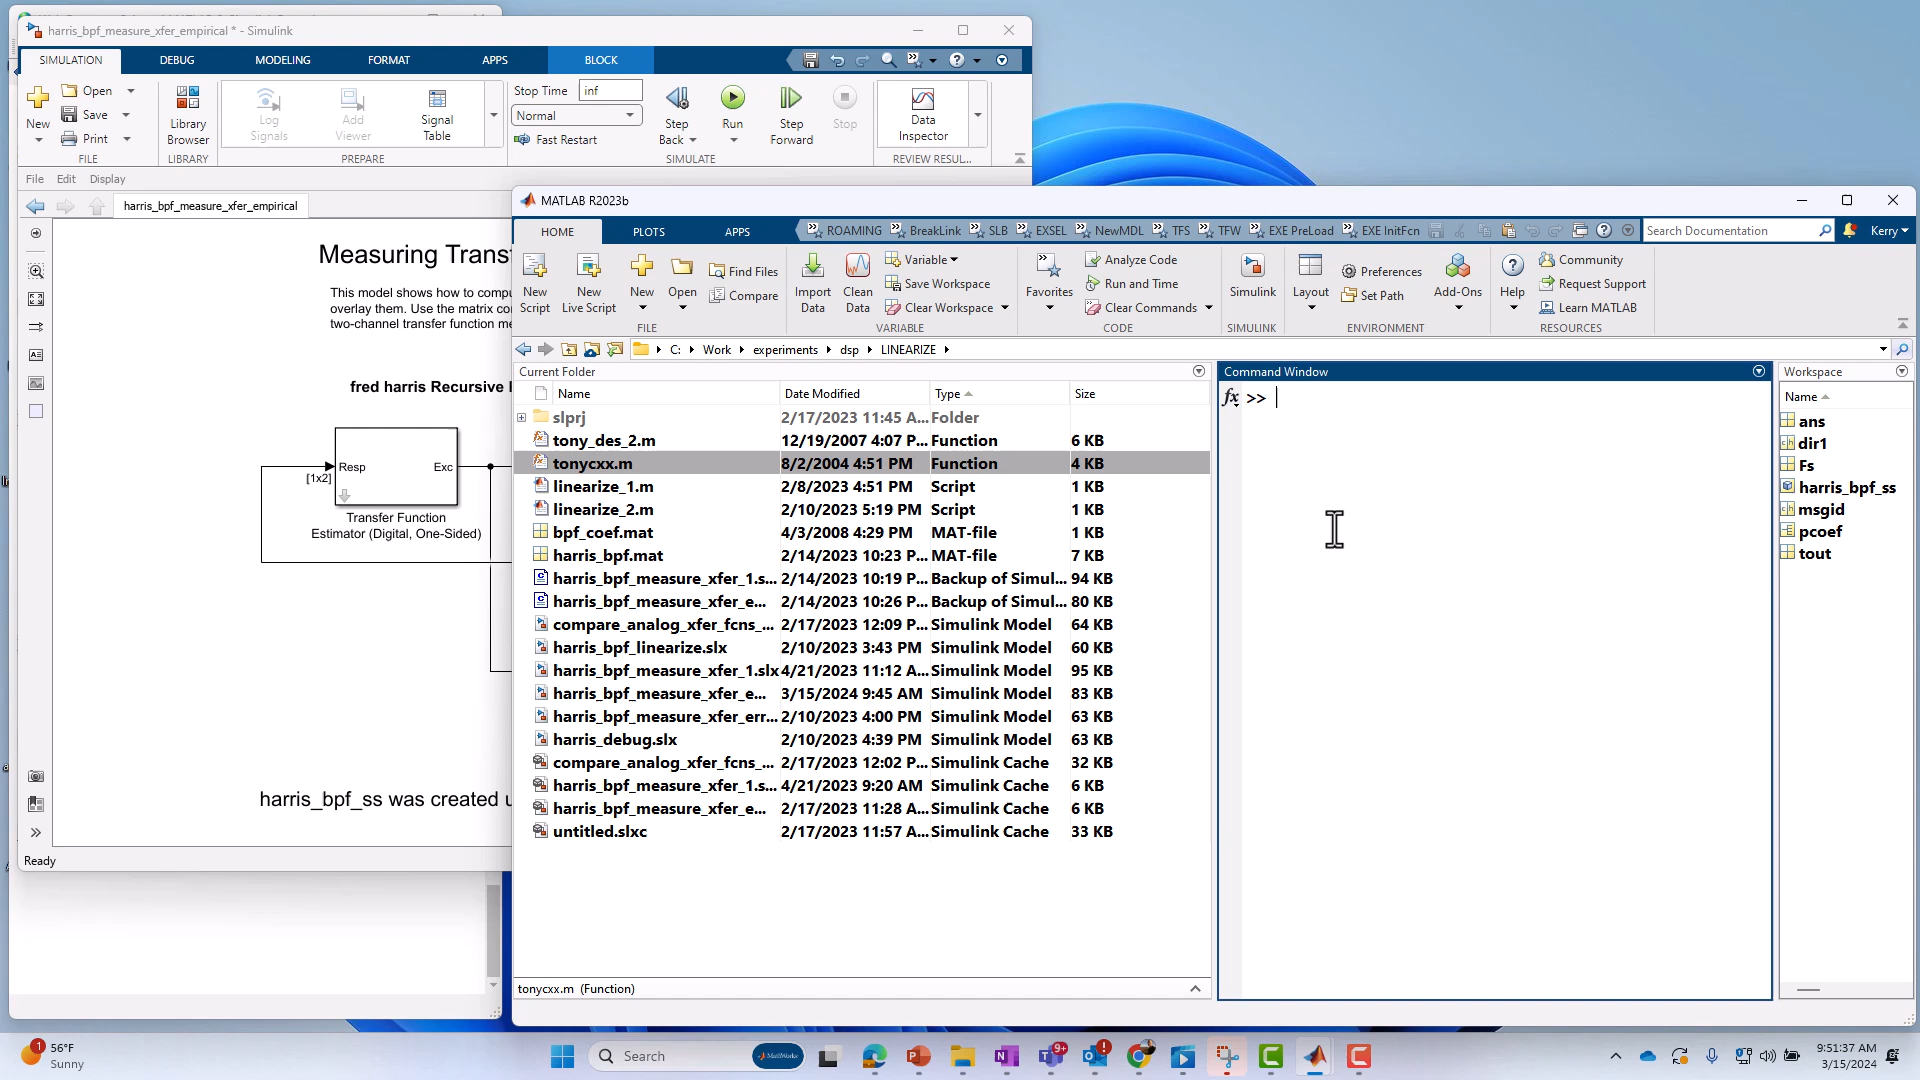 harris_bpf_measure_xfer_empirical * - Simulink
SIMULATION DEBUG MODELING FORMAT APPS BLOCK
New Open Save Print
FILE
Library Browser
LIBRARY
Log Signals Add Viewer Signal Table
PREPARE
Stop Time inf
Normal
Fast Restart
Step Back Run Step Forward Stop
SIMULATE
Data Inspector
REVIEW RESUL...
File Edit Display
harris_bpf_measure_xfer_empirical
Measuring Transf
This model shows how to compu
overlay them. Use the matrix co
two-channel transfer function me
fred harris Recursive
Resp Exc
[1x2]
Transfer Function
Estimator (Digital, One-Sided)
harris_bpf_ss was created u
Ready
MATLAB R2023b
HOME PLOTS APPS ROAMING BreakLink SLB EXSEL NewMDL TFS TFW EXE PreLoad EXE InitFcn Search Documentation Kerry
New Script New Live Script New Open Find Files Compare
FILE
Import Data Clean Data Variable Save Workspace Clear Workspace
VARIABLE
Favorites Analyze Code Run and Time Clear Commands
CODE
Simulink
SIMULINK
Layout Preferences Set Path Add-Ons
ENVIRONMENT
Help Community Request Support Learn MATLAB
RESOURCES
C: Work experiments dsp LINEARIZE
Current Folder
Name Date Modified Type Size
slprj 2/17/2023 11:45 A... Folder
tony_des_2.m 12/19/2007 4:07 P... Function 6 KB
tonycxx.m 8/2/2004 4:51 PM Function 4 KB
linearize_1.m 2/8/2023 4:51 PM Script 1 KB
linearize_2.m 2/10/2023 5:19 PM Script 1 KB
bpf_coef.mat 4/3/2008 4:29 PM MAT-file 1 KB
harris_bpf.mat 2/14/2023 10:23 P... MAT-file 7 KB
harris_bpf_measure_xfer_1.s... 2/14/2023 10:19 P... Backup of Simul... 94 KB
harris_bpf_measure_xfer_e... 2/14/2023 10:26 P... Backup of Simul... 80 KB
compare_analog_xfer_fcns_... 2/17/2023 12:09 P... Simulink Model 64 KB
harris_bpf_linearize.slx 2/10/2023 3:43 PM Simulink Model 60 KB
harris_bpf_measure_xfer_1.slx 4/21/2023 11:12 A... Simulink Model 95 KB
harris_bpf_measure_xfer_e... 3/15/2024 9:45 AM Simulink Model 83 KB
harris_bpf_measure_xfer_err... 2/10/2023 4:00 PM Simulink Model 63 KB
harris_debug.slx 2/10/2023 4:39 PM Simulink Model 63 KB
compare_analog_xfer_fcns_... 2/17/2023 12:02 P... Simulink Cache 32 KB
harris_bpf_measure_xfer_1.s... 4/21/2023 9:20 AM Simulink Cache 6 KB
harris_bpf_measure_xfer_e... 2/17/2023 11:28 A... Simulink Cache 6 KB
untitled.slxc 2/17/2023 11:57 A... Simulink Cache 33 KB
tonycxx.m (Function)
Command Window
fx >>
Workspace
Name
ans
dir1
Fs
harris_bpf_ss
msgid
pcoef
tout
1 56°F
Sunny
Search MathWorks
9+
9:51:37 AM
3/15/2024